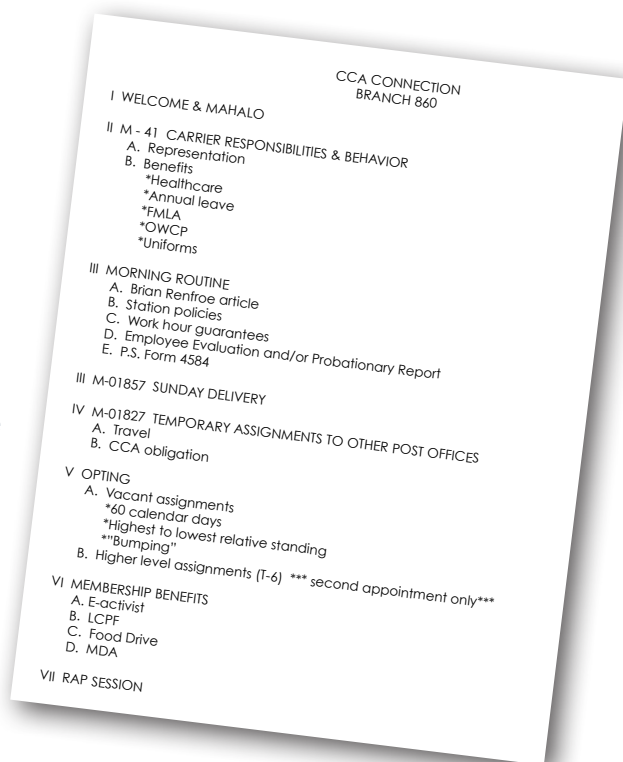 CCA CONNECTION
BRANCH 860
I WELCOME & MAHALO
II M - 41 CARRIER RESPONSIBILITIES & BEHAVIOR
A. Representation
B. Benefits
*Healthcare
*Annual leave
*FMLA
*OWCP
*Uniforms
III MORNING ROUTINE
A. Brian Renfroe article
B. Station policies
C. Work hour guarantees
D. Employee Evaluation and/or Probationary Report
E. P.S. Form 4584
III M-01857 SUNDAY DELIVERY
IV M-01827 TEMPORARY ASSIGNMENTS TO OTHER POST OFFICES
A. Travel
B. CCA obligation
V OPTING
A. Vacant assignments
*60 calendar days
*Highest to lowest relative standing
*"Bumping"
B. Higher level assignments (T-6) *** second appointment only***
VI MEMBERSHIP BENEFITS
A. E-activist
B. LCPF
C. Food Drive
D. MDA
VII RAP SESSION